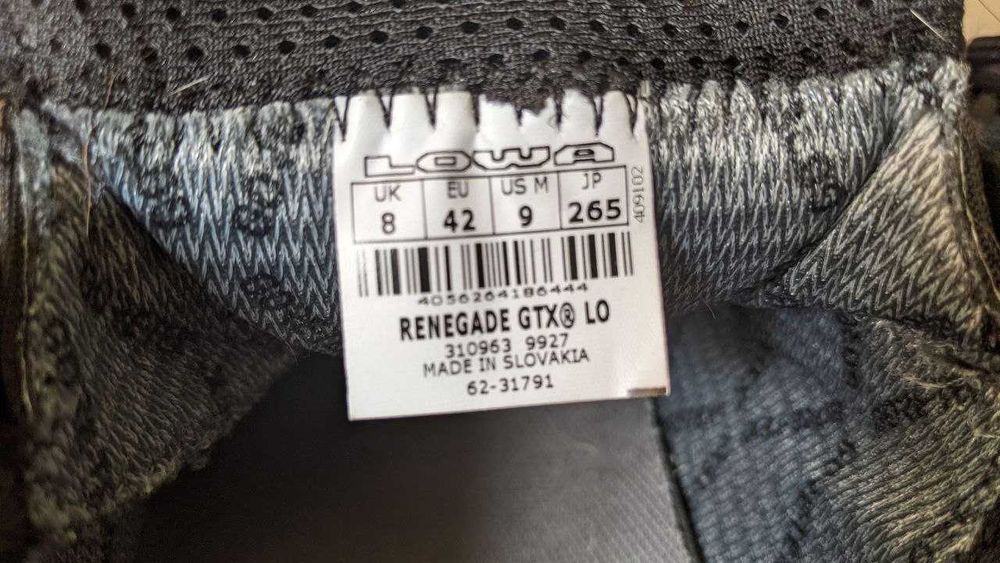 LOWA
UK EU US M JP
8 42 9 265
409102
4056264186444
RENEGADE GTX® LO
310963 9927
MADE IN SLOVAKIA
62-31791